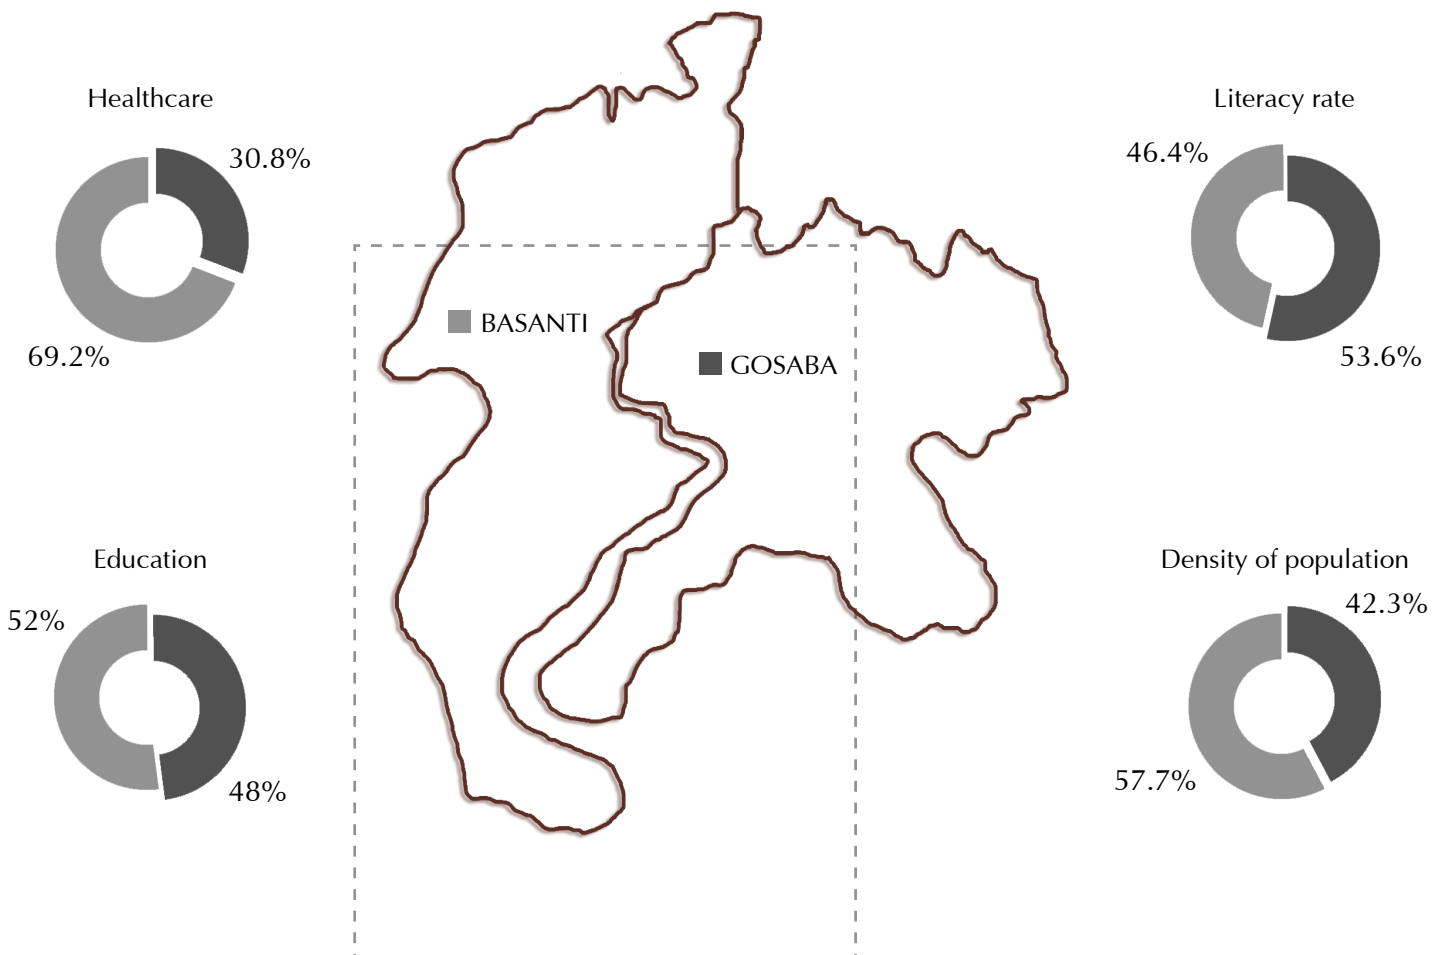 Healthcare
30.8%
69.2%
Education
52%
48%
BASANTI
GOSABA
Literacy rate
46.4%
53.6%
Density of population
42.3%
57.7%